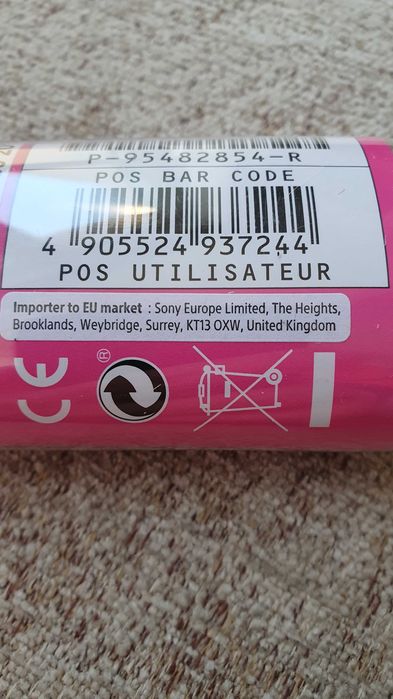 P-95482854-R
POS BAR CODE
4 905524 937244
POS UTILISATEUR
Importer to EU market : Sony Europe Limited, The Heights,
Brooklands, Weybridge, Surrey, KT13 OXW, United Kingdom
CE ®